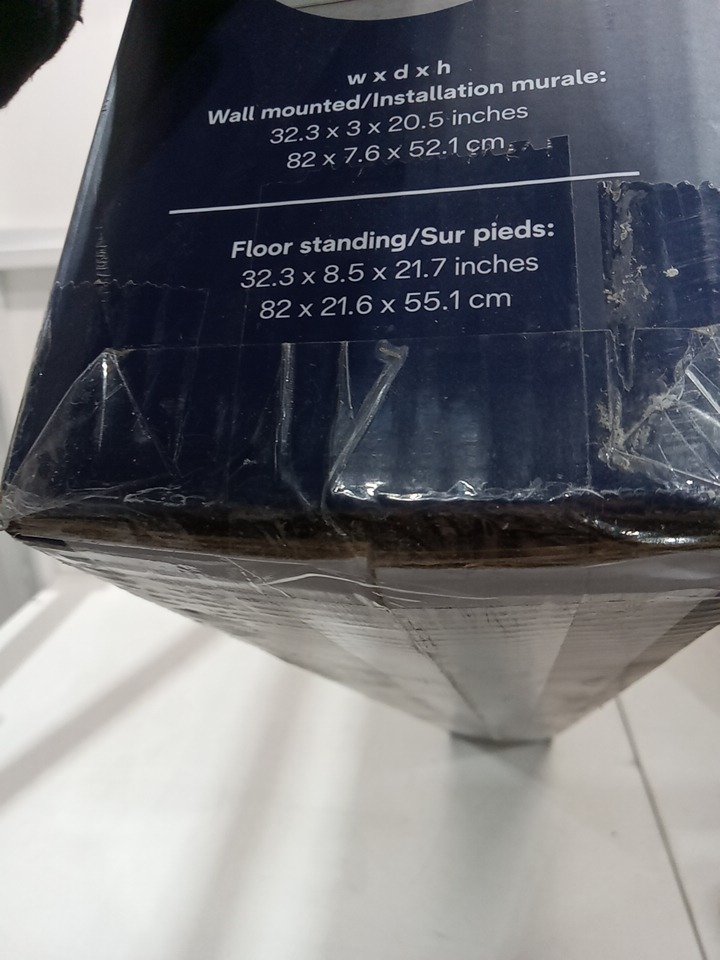 w x d x h
Wall mounted/Installation murale:
32.3 x 3 x 20.5 inches
82 x 7.6 x 52.1 cm
Floor standing/Sur pieds:
32.3 x 8.5 x 21.7 inches
82 x 21.6 x 55.1 cm